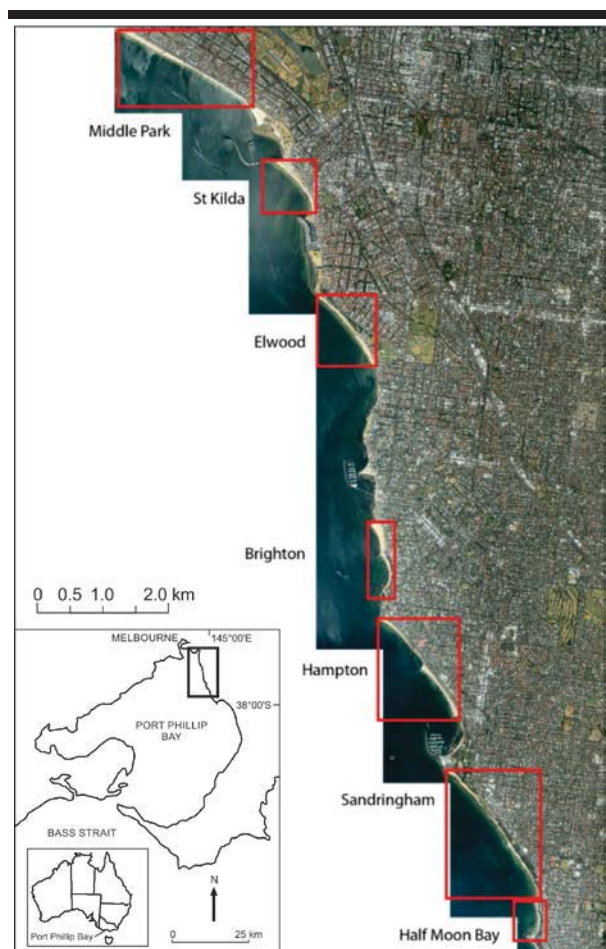 Middle Park
St Kilda
Elwood
Brighton
0 0.5 1.0 2.0 km
Hampton
Sandringham
Half Moon Bay
MELBOURNE
145°00'E
38°00'S
PORT PHILLIP
BAY
BASS STRAIT
N
0 25 km
Port Phillip Bay